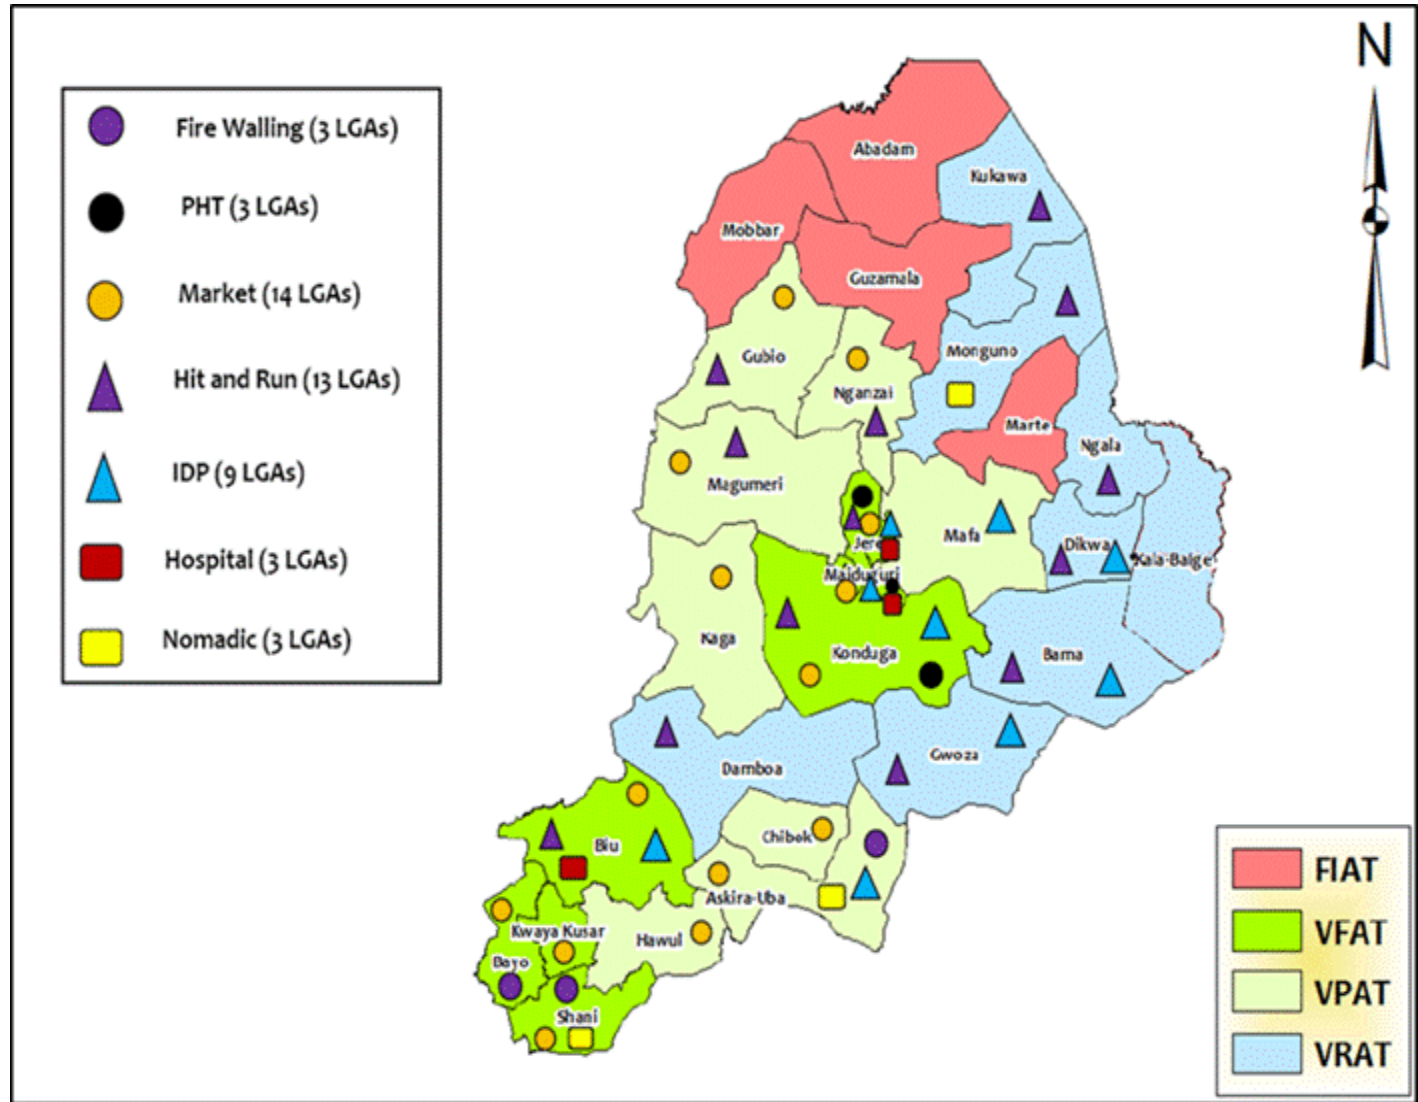 N
Fire Walling (3 LGAs)
PHT (3 LGAs)
Market (14 LGAs)
Hit and Run (13 LGAs)
IDP (9 LGAs)
Hospital (3 LGAs)
Nomadic (3 LGAs)
Abadam
Kukawa
Mobbar
Guzamala
Gubio
Monguno
Nganzai
Marte
Ngala
Magumeri
Mafa
Jere
Dikwa
Kala-Balge
Maiduguri
Kaga
Konduga
Bama
Damboa
Gwoza
Biu
Chibok
Askira-Uba
Kwaya Kusar
Hawul
Bayo
Shani
FIAT
VFAT
VPAT
VRAT